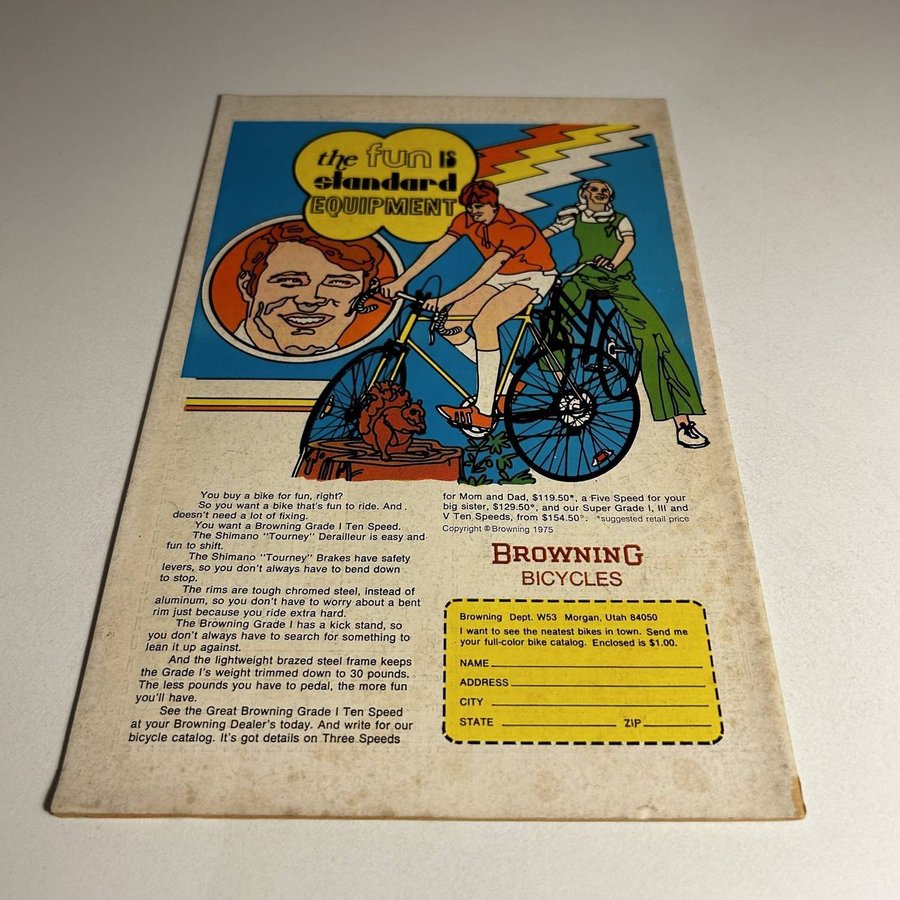 the fun IS
standard
EQUIPMENT
You buy a bike for fun, right?
So you want a bike that's fun to ride. And
doesn't need a lot of fixing.
You want a Browning Grade I Ten Speed.
The Shimano "Tourney" Derailleur is easy and
fun to shift.
The Shimano "Tourney" Brakes have safety
levers, so you don't always have to bend down
to stop.
The rims are tough chromed steel, instead of
aluminum, so you don't have to worry about a bent
rim just because you ride extra hard.
The Browning Grade I has a kick stand, so
you don't always have to search for something to
lean it up against.
And the lightweight brazed steel frame keeps
the Grade I's weight trimmed down to 30 pounds.
The less pounds you have to pedal, the more fun
you'll have.
See the Great Browning Grade I Ten Speed
at your Browning Dealer's today. And write for our
bicycle catalog. It's got details on Three Speeds
for Mom and Dad, $119.50*, a Five Speed for your
big sister, $129.50*, and our Super Grade I, III and
V Ten Speeds, from $154.50*. *suggested retail price
Copyright © Browning 1975
BROWNING
BICYCLES
Browning Dept. W53 Morgan, Utah 84050
I want to see the neatest bikes in town. Send me
your full-color bike catalog. Enclosed is $1.00.
NAME
ADDRESS
CITY
STATE ZIP